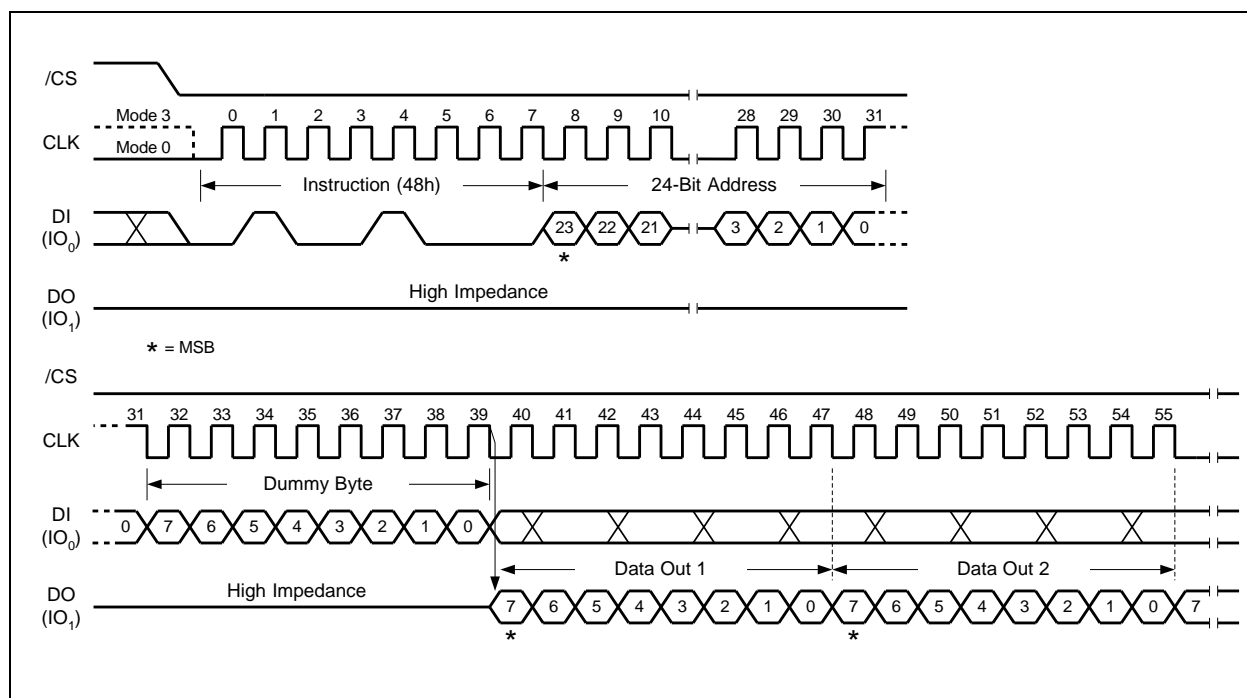 /CS
Mode 3 0 1 2 3 4 5 6 7 8 9 10 28 29 30 31
CLK
Mode 0
Instruction (48h) 24-Bit Address
DI
(IO0)
23 22 21 3 2 1 0
*
High Impedance
DO
(IO1)
* = MSB
/CS
31 32 33 34 35 36 37 38 39 40 41 42 43 44 45 46 47 48 49 50 51 52 53 54 55
CLK
Dummy Byte
DI
(IO0)
0 7 6 5 4 3 2 1 0
Data Out 1 Data Out 2
High Impedance
DO
(IO1)
7 6 5 4 3 2 1 0 7 6 5 4 3 2 1 0 7
* *